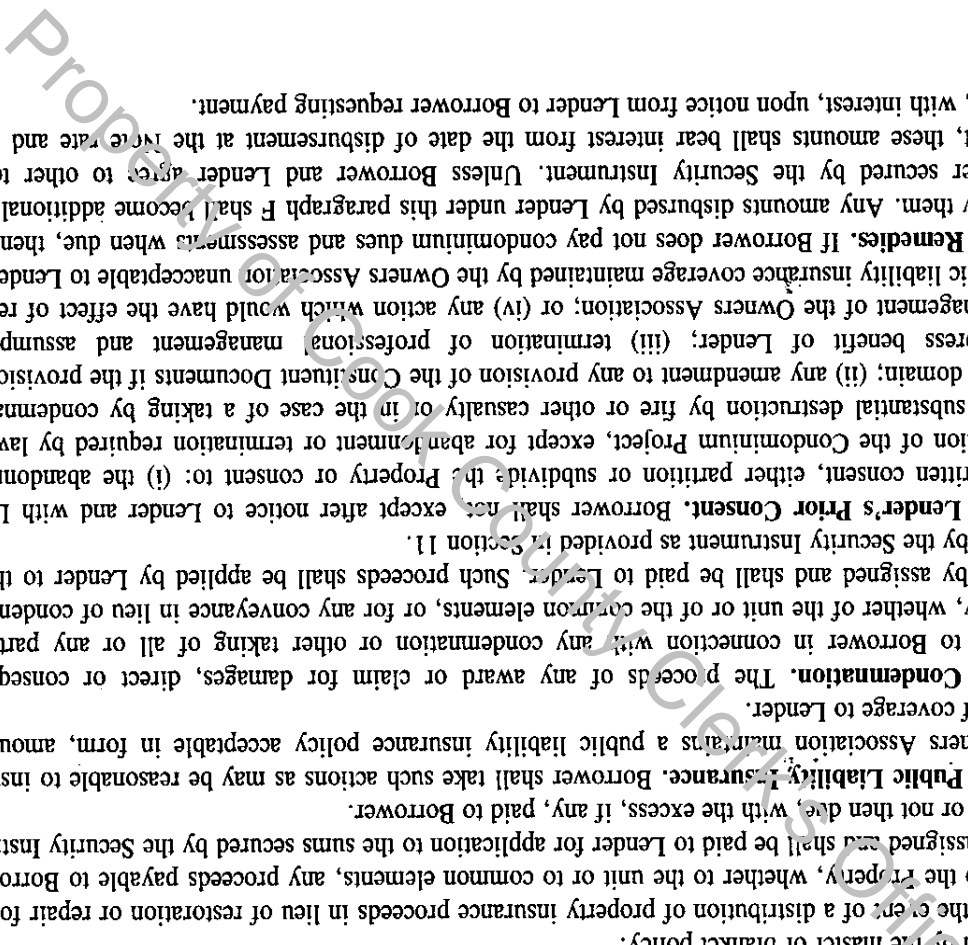 the master or blanket policy.
the event of a distribution of property insurance proceeds in lieu of restoration or repair fo
the Property, whether to the unit or to common elements, any proceeds payable to Borro
ssigned and shall be paid to Lender for application to the sums secured by the Security Inst
or not then due, with the excess, if any, paid to Borrower.
Public Liability Insurance. Borrower shall take such actions as may be reasonable to ins
ners Association maintains a public liability insurance policy acceptable in form, amou
f coverage to Lender.
Condemnation. The proceeds of any award or claim for damages, direct or conseq
to Borrower in connection with any condemnation or other taking of all or any part
, whether of the unit or of the common elements, or for any conveyance in lieu of conden
by assigned and shall be paid to Lender. Such proceeds shall be applied by Lender to th
by the Security Instrument as provided in Section 11.
Lender's Prior Consent. Borrower shall not, except after notice to Lender and with L
ritten consent, either partition or subdivide the Property or consent to: (i) the abandonr
tion of the Condominium Project, except for abandonment or termination required by law
substantial destruction by fire or other casualty or in the case of a taking by condemna
domain; (ii) any amendment to any provision of the Constituent Documents if the provisio
press benefit of Lender; (iii) termination of professional management and assump
nagement of the Owners Association; or (iv) any action which would have the effect of re
ic liability insurance coverage maintained by the Owners Association unacceptable to Lende
Remedies. If Borrower does not pay condominium dues and assessments when due, then
y them. Any amounts disbursed by Lender under this paragraph F shall become additional
er secured by the Security Instrument. Unless Borrower and Lender agree to other te
t, these amounts shall bear interest from the date of disbursement at the Note rate and
, with interest, upon notice from Lender to Borrower requesting payment.
Property of Cook County Clerk's Office